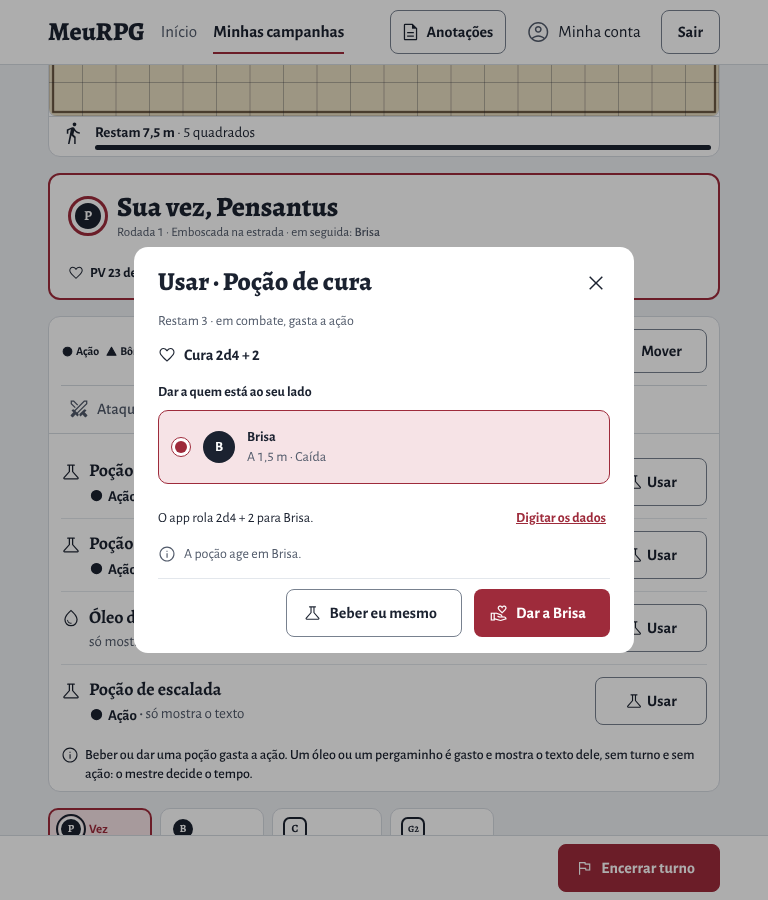 MeuRPG Início Minhas campanhas Anotações Minha conta Sair
Restam 7,5 m · 5 quadrados
P Sua vez, Pensantus
Rodada 1 · Emboscada na estrada · em seguida: Brisa
PV 23 de
Usar · Poção de cura
Restam 3 · em combate, gasta a ação
Cura 2d4 + 2
Ação Mover
Dar a quem está ao seu lado
B Brisa
A 1,5 m · Caída
Poção Usar
Ação
O app rola 2d4 + 2 para Brisa. Digitar os dados
A poção age em Brisa.
Poção Usar
Ação
Beber eu mesmo Dar a Brisa
Óleo Usar
só
Poção de escalada Usar
Ação · só mostra o texto
Beber ou dar uma poção gasta a ação. Um óleo ou um pergaminho é gasto e mostra o texto dele, sem turno e sem
ação: o mestre decide o tempo.
P Vez B C G2
Encerrar turno